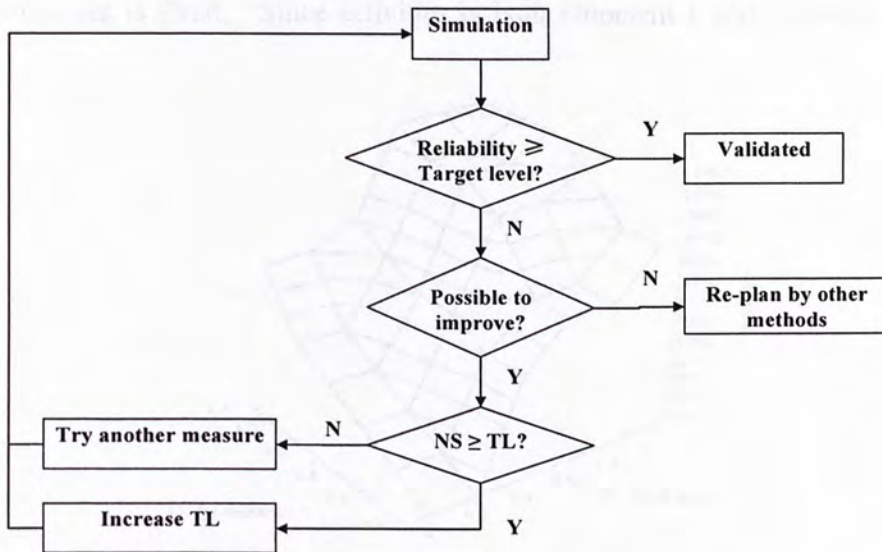 Simulation
Reliability ⩾
Target level?
Y
Validated
N
Possible to
improve?
N
Re-plan by other
methods
Y
Try another measure
N
NS ≥ TL?
Increase TL
Y